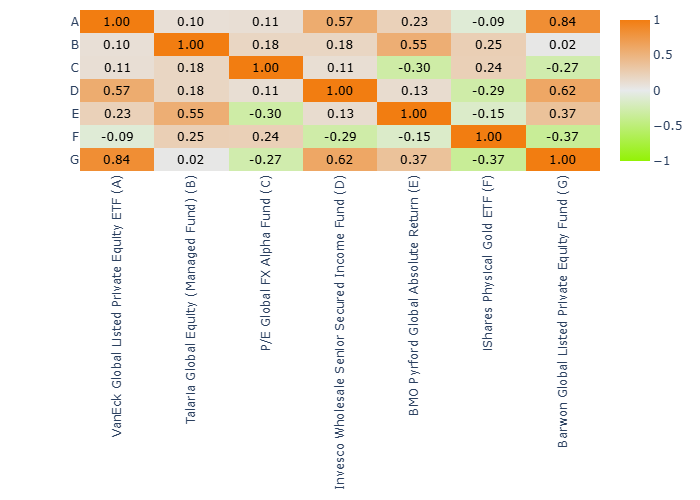 A 1.00 0.10 0.11 0.57 0.23 -0.09 0.84
B 0.10 1.00 0.18 0.18 0.55 0.25 0.02
C 0.11 0.18 1.00 0.11 -0.30 0.24 -0.27
D 0.57 0.18 0.11 1.00 0.13 -0.29 0.62
E 0.23 0.55 -0.30 0.13 1.00 -0.15 0.37
F -0.09 0.25 0.24 -0.29 -0.15 1.00 -0.37
G 0.84 0.02 -0.27 0.62 0.37 -0.37 1.00
VanEck Global Listed Private Equity ETF (A)
Talaria Global Equity (Managed Fund) (B)
P/E Global FX Alpha Fund (C)
Invesco Wholesale Senior Secured Income Fund (D)
BMO Pyrford Global Absolute Return (E)
iShares Physical Gold ETF (F)
Barwon Global Listed Private Equity Fund (G)
1
0.5
0
−0.5
−1